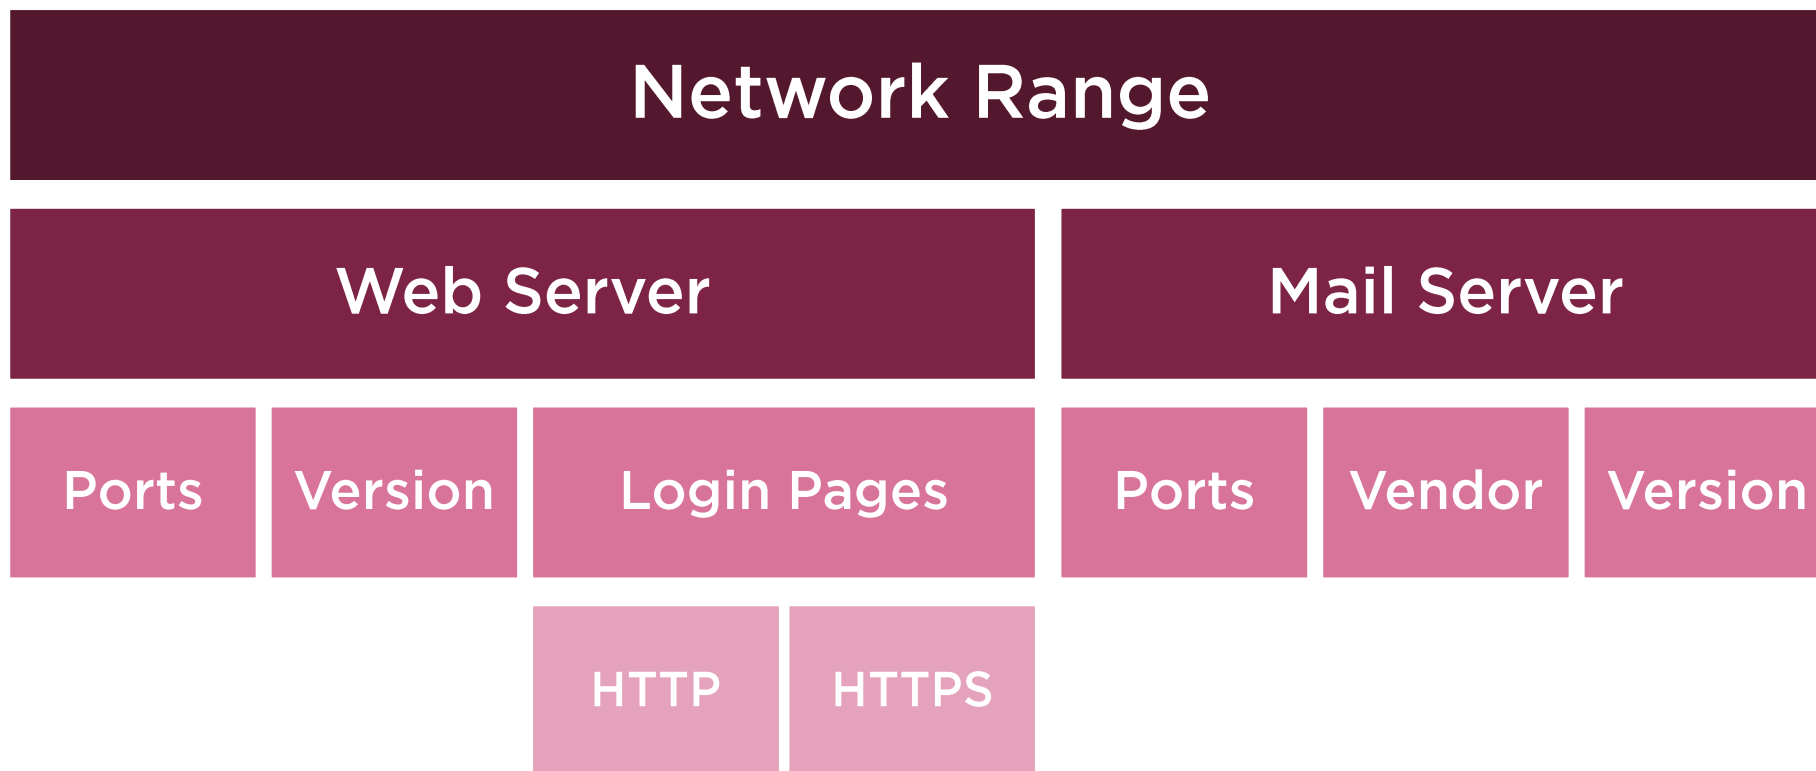 Network Range
Web Server
Mail Server
Ports
Version
Login Pages
Ports
Vendor
Version
HTTP
HTTPS